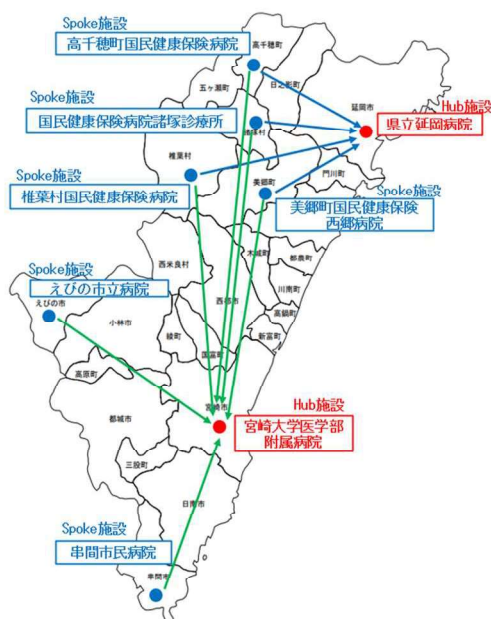 Spoke施設
高千穂町国民健康保険病院
高千穂町
日之影町
五ヶ瀬町
延岡市
Hub施設
県立延岡病院
Spoke施設
国民健康保険病院諸塚診療所
諸塚村
椎葉村
門川町
美郷町
Spoke施設
椎葉村国民健康保険病院
Spoke施設
美郷町国民健康保険
西郷病院
西米良村
木城町
都農町
川南町
高鍋町
西都市
新富町
Spoke施設
えびの市立病院
えびの市
小林市
綾町
国富町
高原町
宮崎市
Hub施設
宮崎大学医学部
附属病院
都城市
三股町
日南市
Spoke施設
串間市民病院
串間市